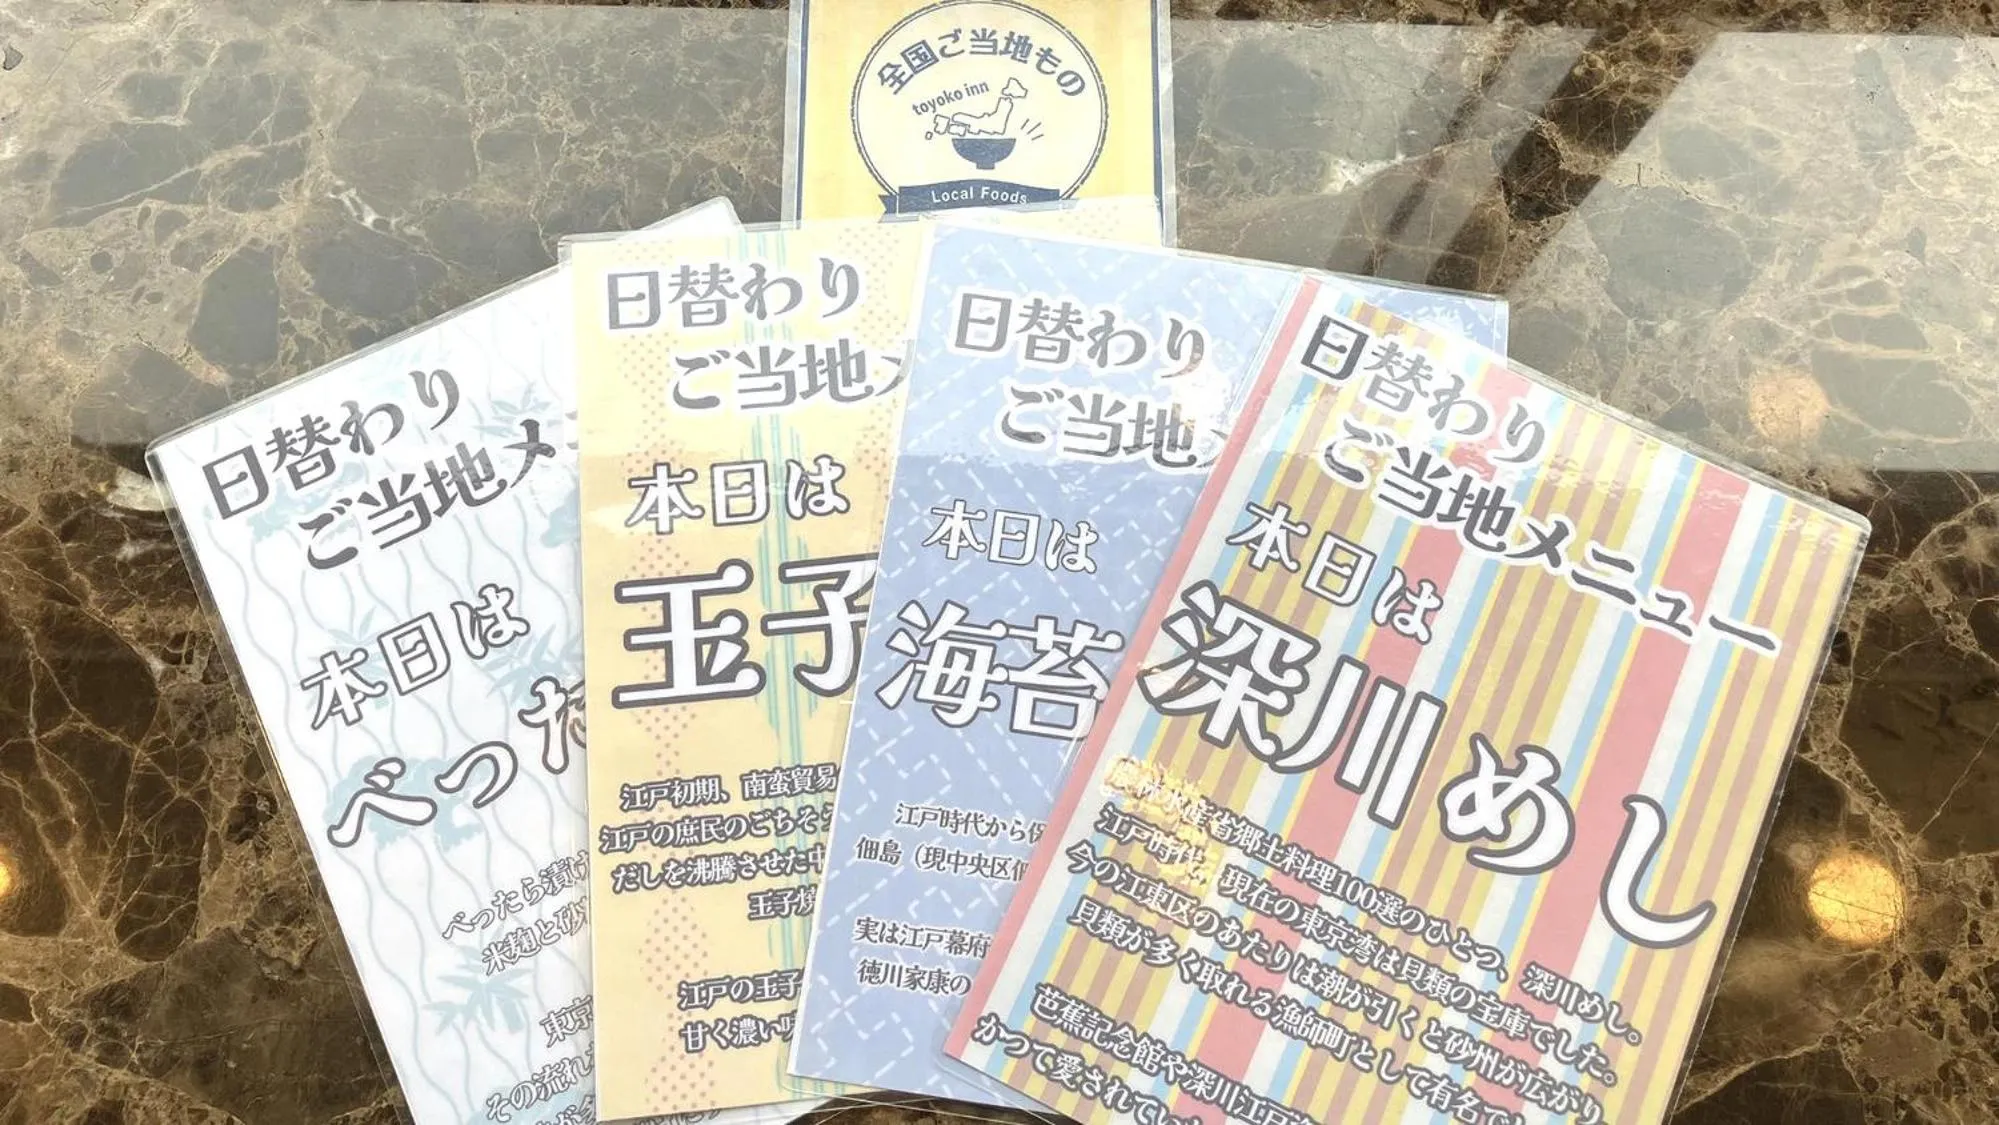 全国ご当地もの
toyoko inn
Local Foods
日替わり
ご当地メ
本日は
べった
べったら漬け
米麹と砂
東京
その流れ
日替わり
ご当地
本日は
玉子
江戸初期、南蛮貿易
江戸の庶民のごちそ
だしを沸騰させた中
玉子焼
江戸の玉子
甘く濃い味
日替わり
ご当地
本日は
海苔
江戸時代から
佃島（現中央区佃
実は江戸幕府
徳川家康の
日替わり
ご当地メニュー
本日は
深川めし
農林水産省郷土料理100選のひとつ、深川めし。
江戸時代、現在の東京湾は貝類の宝庫でした。
今の江東区のあたりは潮が引くと砂州が広がり
貝類が多く取れる漁師町として有名で
芭蕉記念館や深川江戸
かつて愛されてい